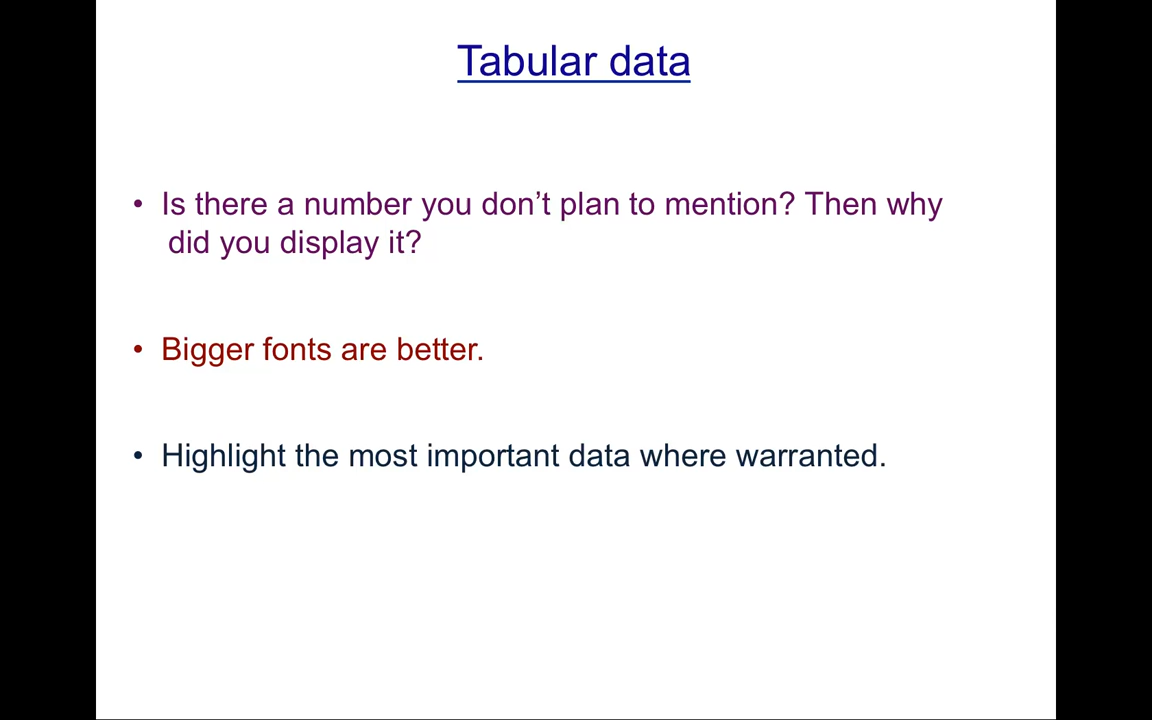 Tabular data
• Is there a number you don’t plan to mention? Then why
did you display it?
• Bigger fonts are better.
• Highlight the most important data where warranted.